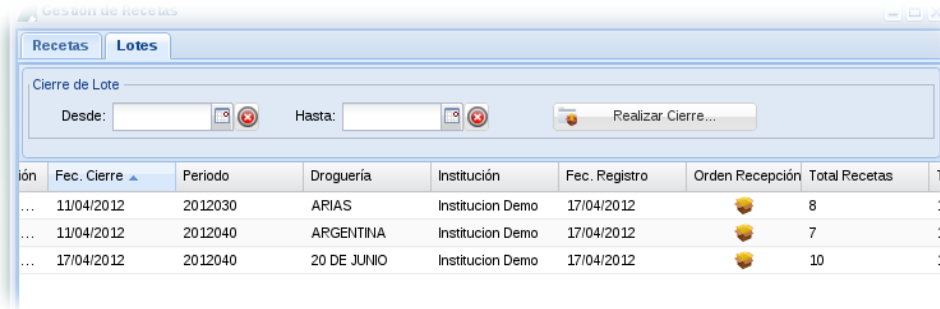 Gestión de Recetas
Recetas Lotes
Cierre de Lote
Desde: Hasta: Realizar Cierre...
ión Fec. Cierre Periodo Droguería Institución Fec. Registro Orden Recepción Total Recetas
... 11/04/2012 2012030 ARIAS Institucion Demo 17/04/2012 8
... 11/04/2012 2012040 ARGENTINA Institucion Demo 17/04/2012 7
... 17/04/2012 2012040 20 DE JUNIO Institucion Demo 17/04/2012 10